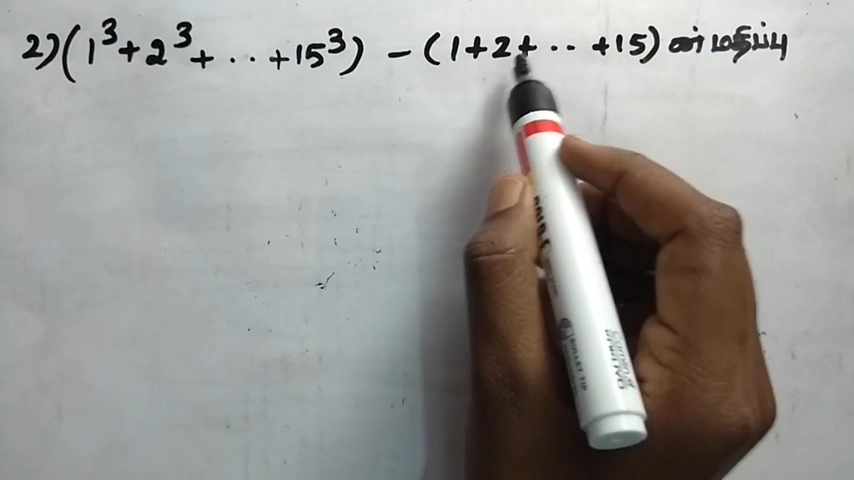 2) (1³ + 2³ + .. + 15³) - (1 + 2 + .. + 15) ன் மதிப்பு